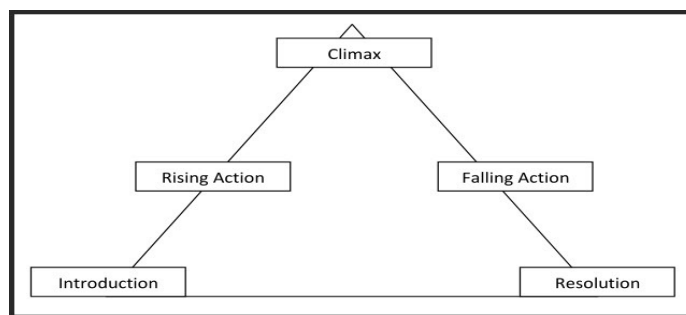 Climax
Rising Action
Falling Action
Introduction
Resolution